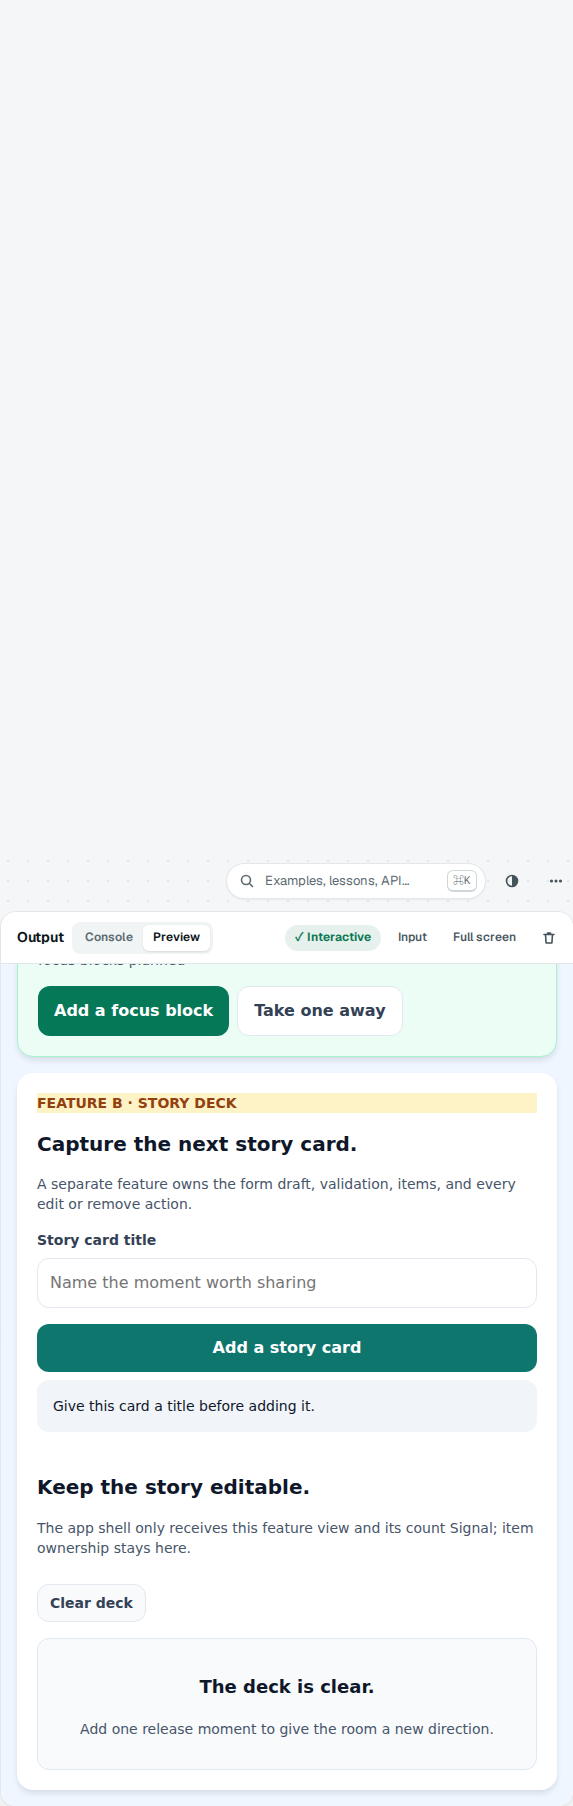 Examples, lessons, API...
⌘K
Output
Console
Preview
✓ Interactive
Input
Full screen
Add a focus block
Take one away
FEATURE B · STORY DECK
Capture the next story card.
A separate feature owns the form draft, validation, items, and every
edit or remove action.
Story card title
Name the moment worth sharing
Add a story card
Give this card a title before adding it.
Keep the story editable.
The app shell only receives this feature view and its count Signal; item
ownership stays here.
Clear deck
The deck is clear.
Add one release moment to give the room a new direction.